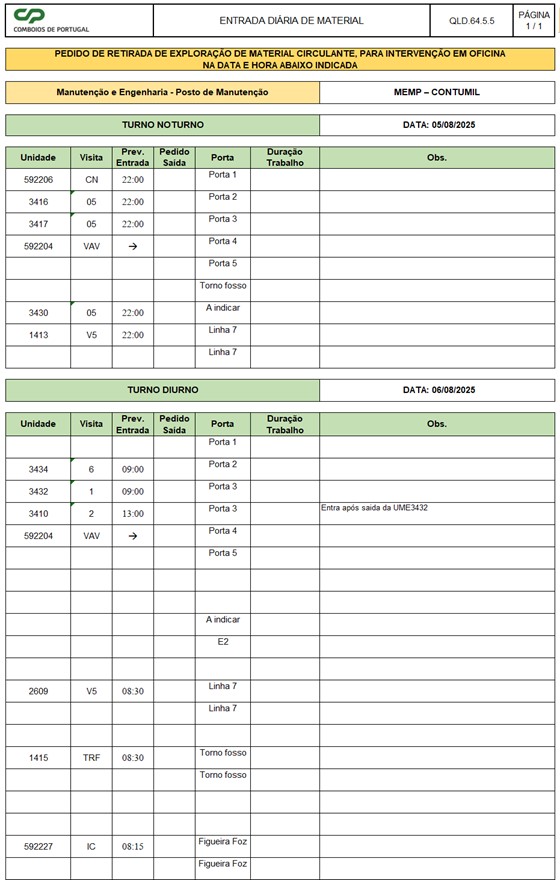 CP
COMBOIOS DE PORTUGAL
ENTRADA DIÁRIA DE MATERIAL
QLD.64.5.5
PÁGINA
1 / 1
PEDIDO DE RETIRADA DE EXPLORAÇÃO DE MATERIAL CIRCULANTE, PARA INTERVENÇÃO EM OFICINA
NA DATA E HORA ABAIXO INDICADA
Manutenção e Engenharia - Posto de Manutenção MEMP – CONTUMIL
TURNO NOTURNO DATA: 05/08/2025
Unidade Visita Prev. Entrada Pedido Saída Porta Duração Trabalho Obs.
592206 CN 22:00 Porta 1
3416 05 22:00 Porta 2
3417 05 22:00 Porta 3
592204 VAV → Porta 4
Porta 5
Torno fosso
3430 05 22:00 A indicar
1413 V5 22:00 Linha 7
Linha 7
TURNO DIURNO DATA: 06/08/2025
Unidade Visita Prev. Entrada Pedido Saída Porta Duração Trabalho Obs.
Porta 1
3434 6 09:00 Porta 2
3432 1 09:00 Porta 3
3410 2 13:00 Porta 3 Entra após saida da UME3432
592204 VAV → Porta 4
Porta 5
A indicar
E2
2609 V5 08:30 Linha 7
Linha 7
1415 TRF 08:30 Torno fosso
Torno fosso
592227 IC 08:15 Figueira Foz
Figueira Foz